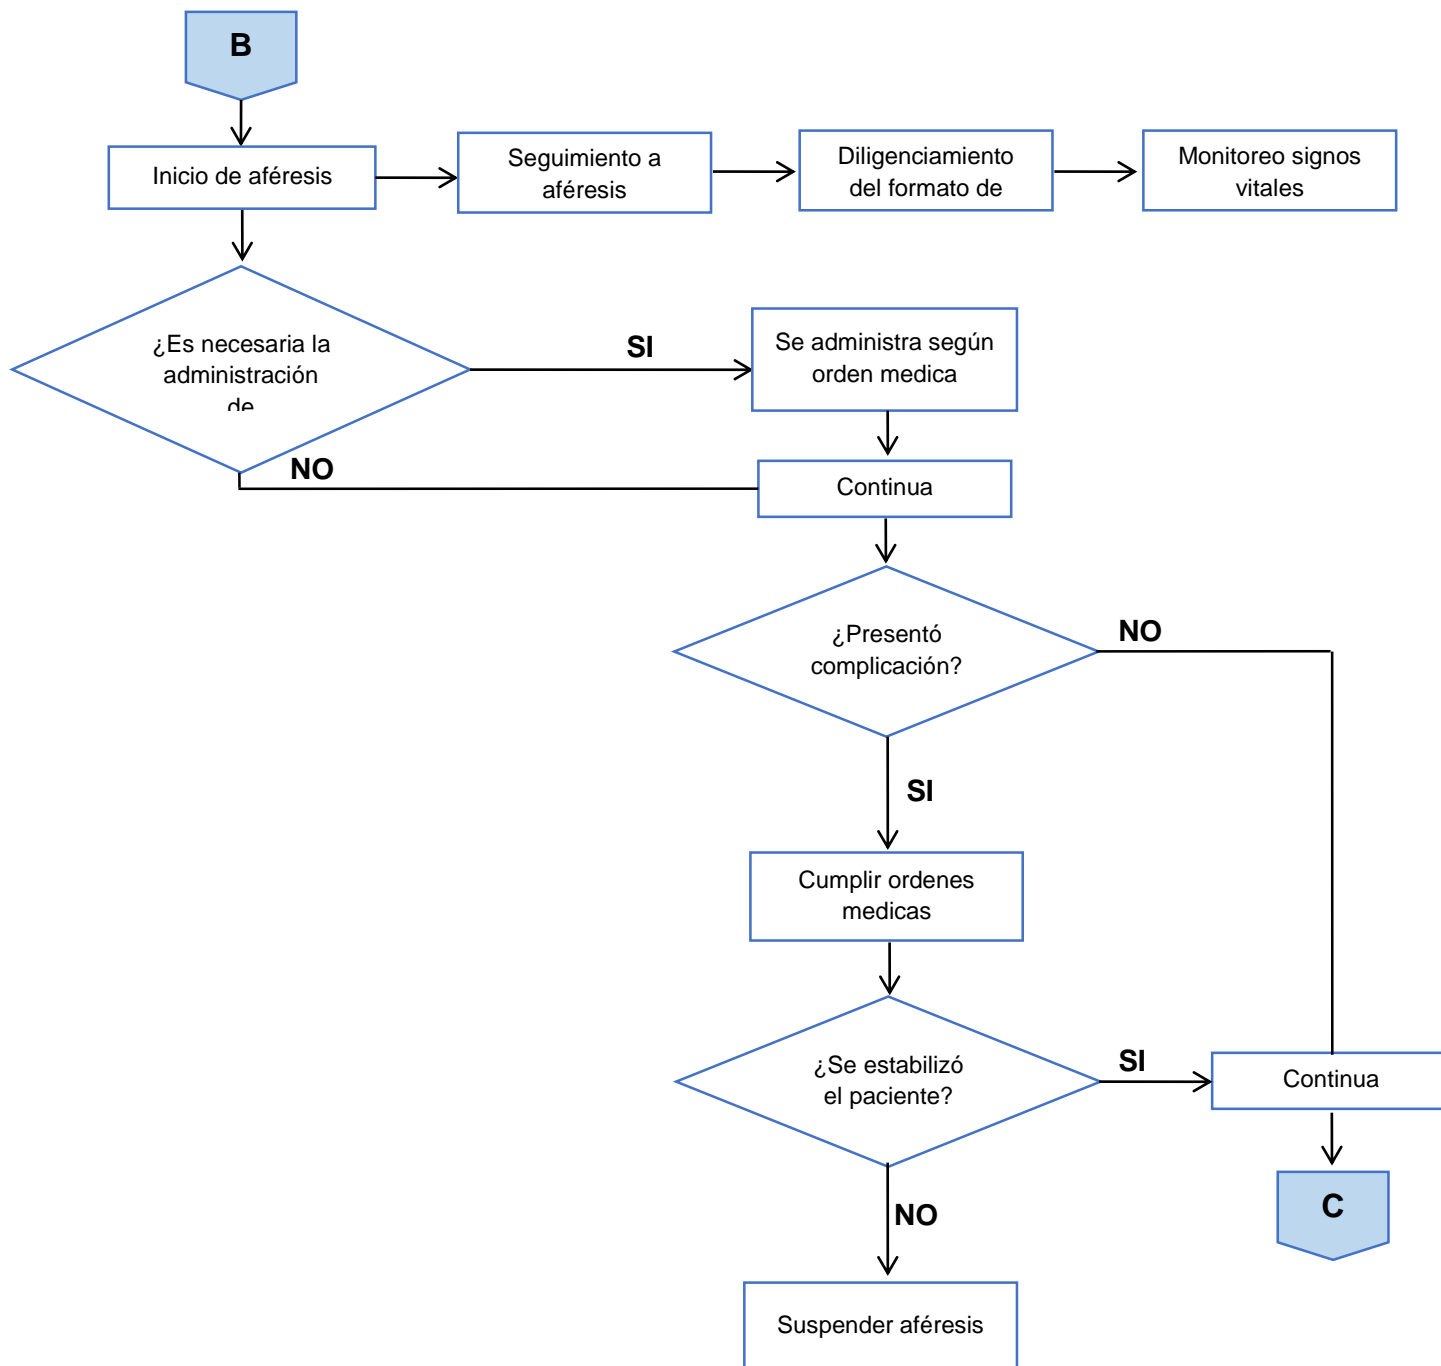 B
Inicio de aféresis
Seguimiento a
aféresis
Diligenciamiento
del formato de
Monitoreo signos
vitales
¿Es necesaria la
administración
de
SI
Se administra según
orden medica
NO
Continua
¿Presentó
complicación?
NO
SI
Cumplir ordenes
medicas
¿Se estabilizó
el paciente?
SI
Continua
NO
C
Suspender aféresis